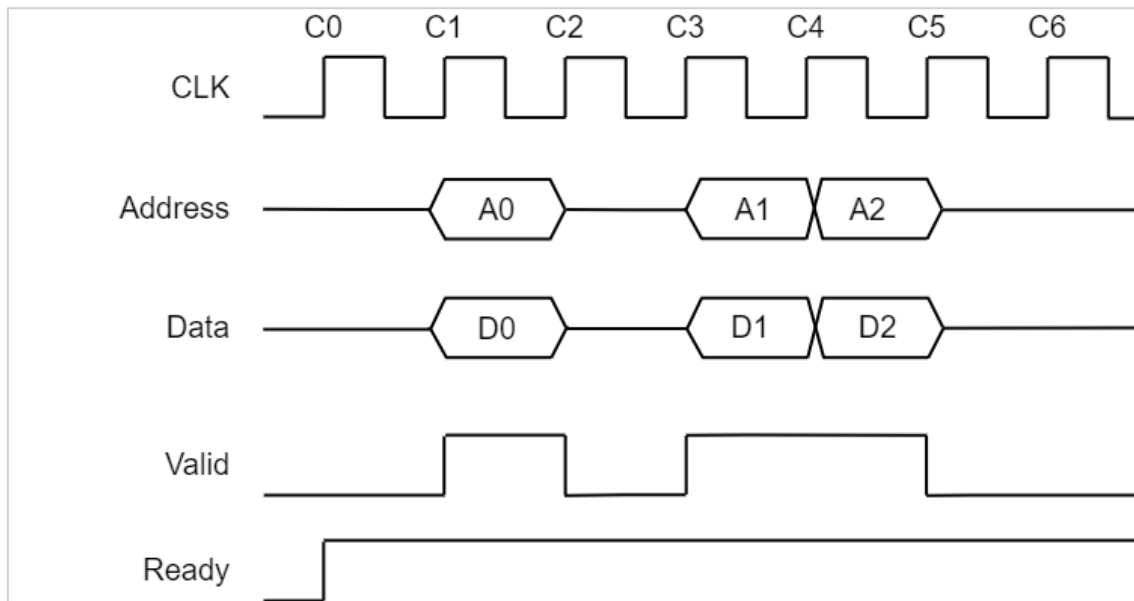 C0 C1 C2 C3 C4 C5 C6
CLK
Address A0 A1 A2
Data D0 D1 D2
Valid
Ready